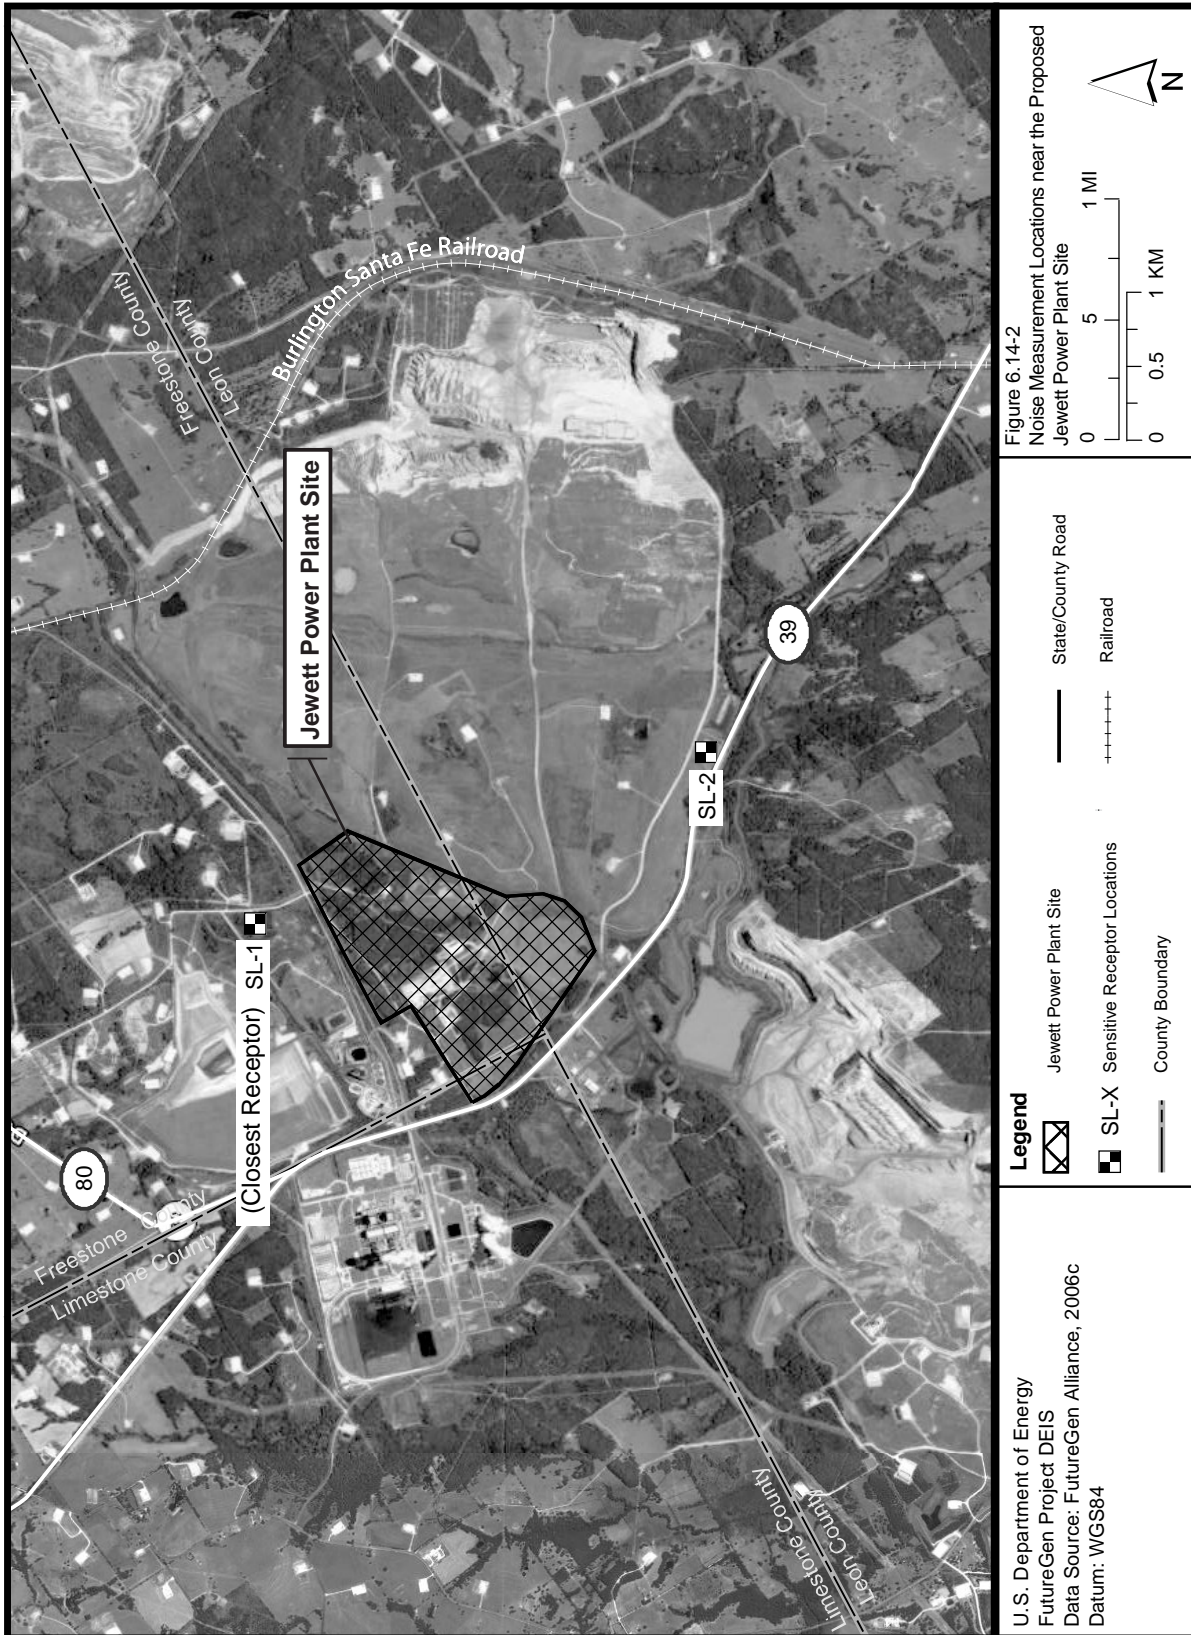 Freestone County
Limestone County
80
(Closest Receptor) SL-1
Jewett Power Plant Site
Freestone County
Leon County
Burlington Santa Fe Railroad
SL-2
39
Limestone County
Leon County
U.S. Department of Energy
FutureGen Project DEIS
Data Source: FutureGen Alliance, 2006c
Datum: WGS84
Legend
Jewett Power Plant Site
SL-X Sensitive Receptor Locations
County Boundary
State/County Road
Railroad
Figure 6.14-2
Noise Measurement Locations near the Proposed
Jewett Power Plant Site
0 5 1 MI
0 0.5 1 KM
N